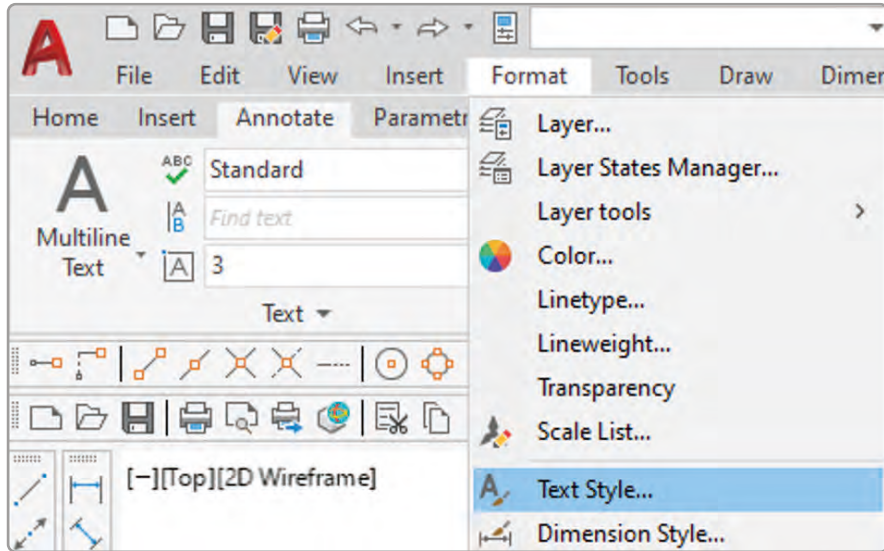 File Edit View Insert Format Tools Draw Dimer
Home Insert Annotate Parametr
Layer...
Layer States Manager...
Layer tools
Color...
Linetype...
Lineweight...
Transparency
Scale List...
Text Style...
Dimension Style...
A
Multiline
Text
ABC
Standard
A
B
Find text
A
3
Text
[−][Top][2D Wireframe]